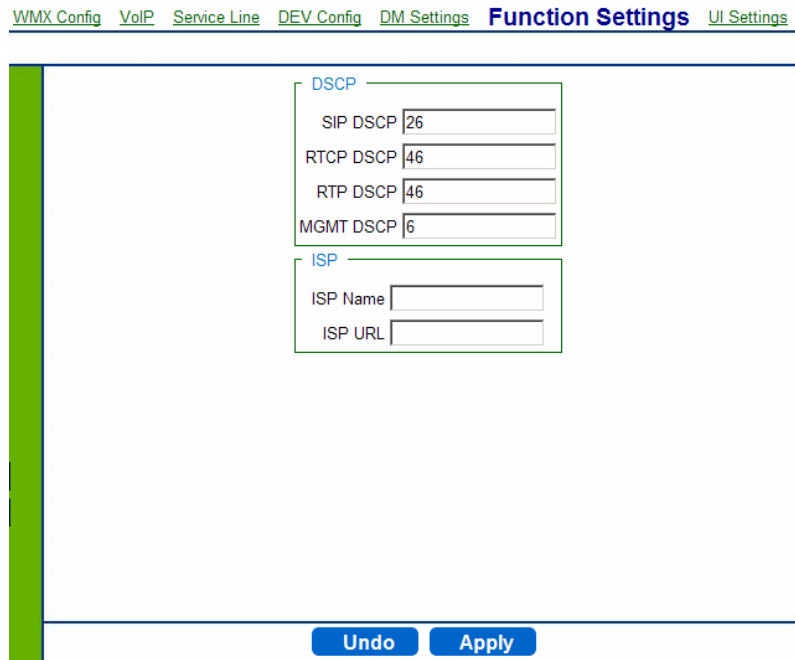 WMX Config VoIP Service Line DEV Config DM Settings Function Settings UI Settings
DSCP
SIP DSCP 26
RTCP DSCP 46
RTP DSCP 46
MGMT DSCP 6
ISP
ISP Name
ISP URL
Undo Apply